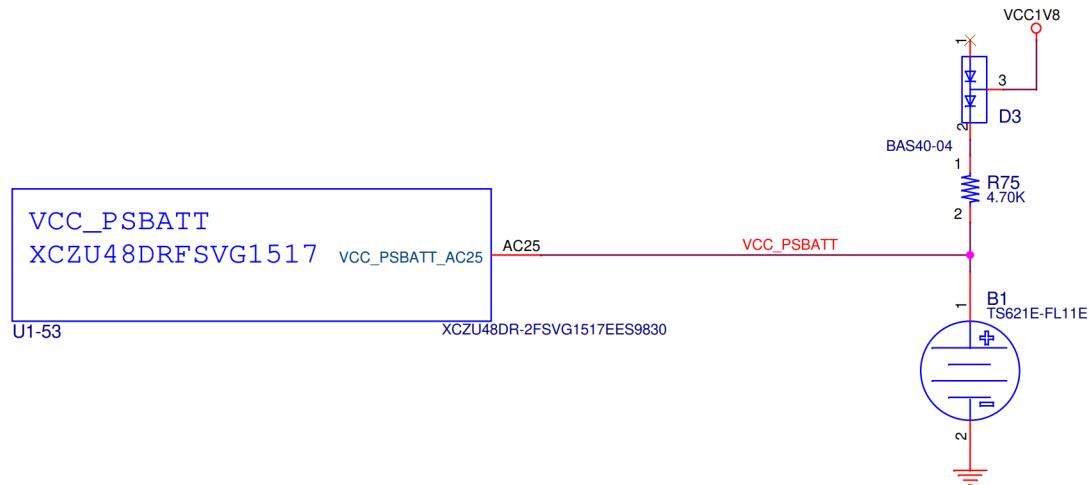 VCC1V8
1
3
D3
2
BAS40-04
1
R75
4.70K
2
VCC_PSBATT
XCZU48DRFSVG1517
VCC_PSBATT_AC25
AC25
VCC_PSBATT
U1-53
XCZU48DR-2FSVG1517EES9830
1
B1
TS621E-FL11E
2